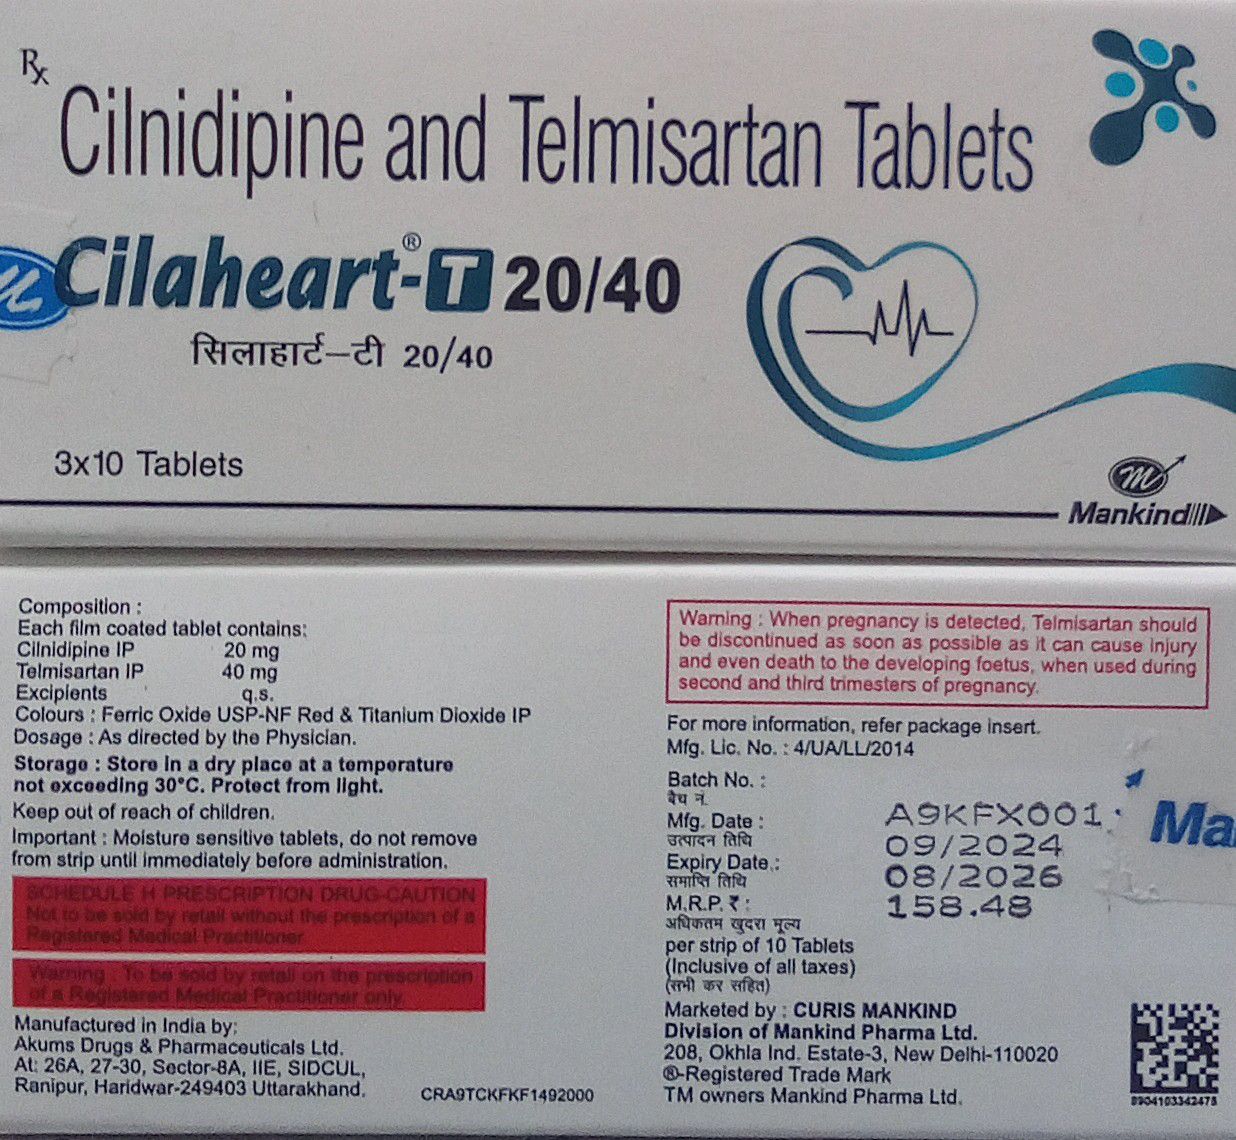 Rx
Cilnidipine and Telmisartan Tablets
Cilaheart®-T 20/40
सिलाहार्ट–टी 20/40
3x10 Tablets
Mankind
Composition :
Each film coated tablet contains:
Cilnidipine IP 20 mg
Telmisartan IP 40 mg
Excipients q.s.
Colours : Ferric Oxide USP-NF Red & Titanium Dioxide IP
Dosage : As directed by the Physician.
Storage : Store in a dry place at a temperature
not exceeding 30°C. Protect from light.
Keep out of reach of children.
Important : Moisture sensitive tablets, do not remove
from strip until immediately before administration.
SCHEDULE H PRESCRIPTION DRUG-CAUTION
Not to be sold by retail without the prescription of a
Registered Medical Practitioner
Warning : To be sold by retail on the prescription
of a Registered Medical Practitioner only.
Manufactured in India by:
Akums Drugs & Pharmaceuticals Ltd.
At: 26A, 27-30, Sector-8A, IIE, SIDCUL,
Ranipur, Haridwar-249403 Uttarakhand.
CRA9TCKFKF1492000
Warning : When pregnancy is detected, Telmisartan should
be discontinued as soon as possible as it can cause injury
and even death to the developing foetus, when used during
second and third trimesters of pregnancy.
For more information, refer package insert.
Mfg. Lic. No. : 4/UA/LL/2014
Batch No. :
बैच नं.
A9KFX001
Mfg. Date :
उत्पादन तिथि
09/2024
Expiry Date.:
समाप्ति तिथि
08/2026
M.R.P. ₹ :
अधिकतम खुदरा मूल्य
158.48
per strip of 10 Tablets
(Inclusive of all taxes)
(सभी कर सहित)
Ma
Marketed by : CURIS MANKIND
Division of Mankind Pharma Ltd.
208, Okhla Ind. Estate-3, New Delhi-110020
®-Registered Trade Mark
TM owners Mankind Pharma Ltd.
8904103342475